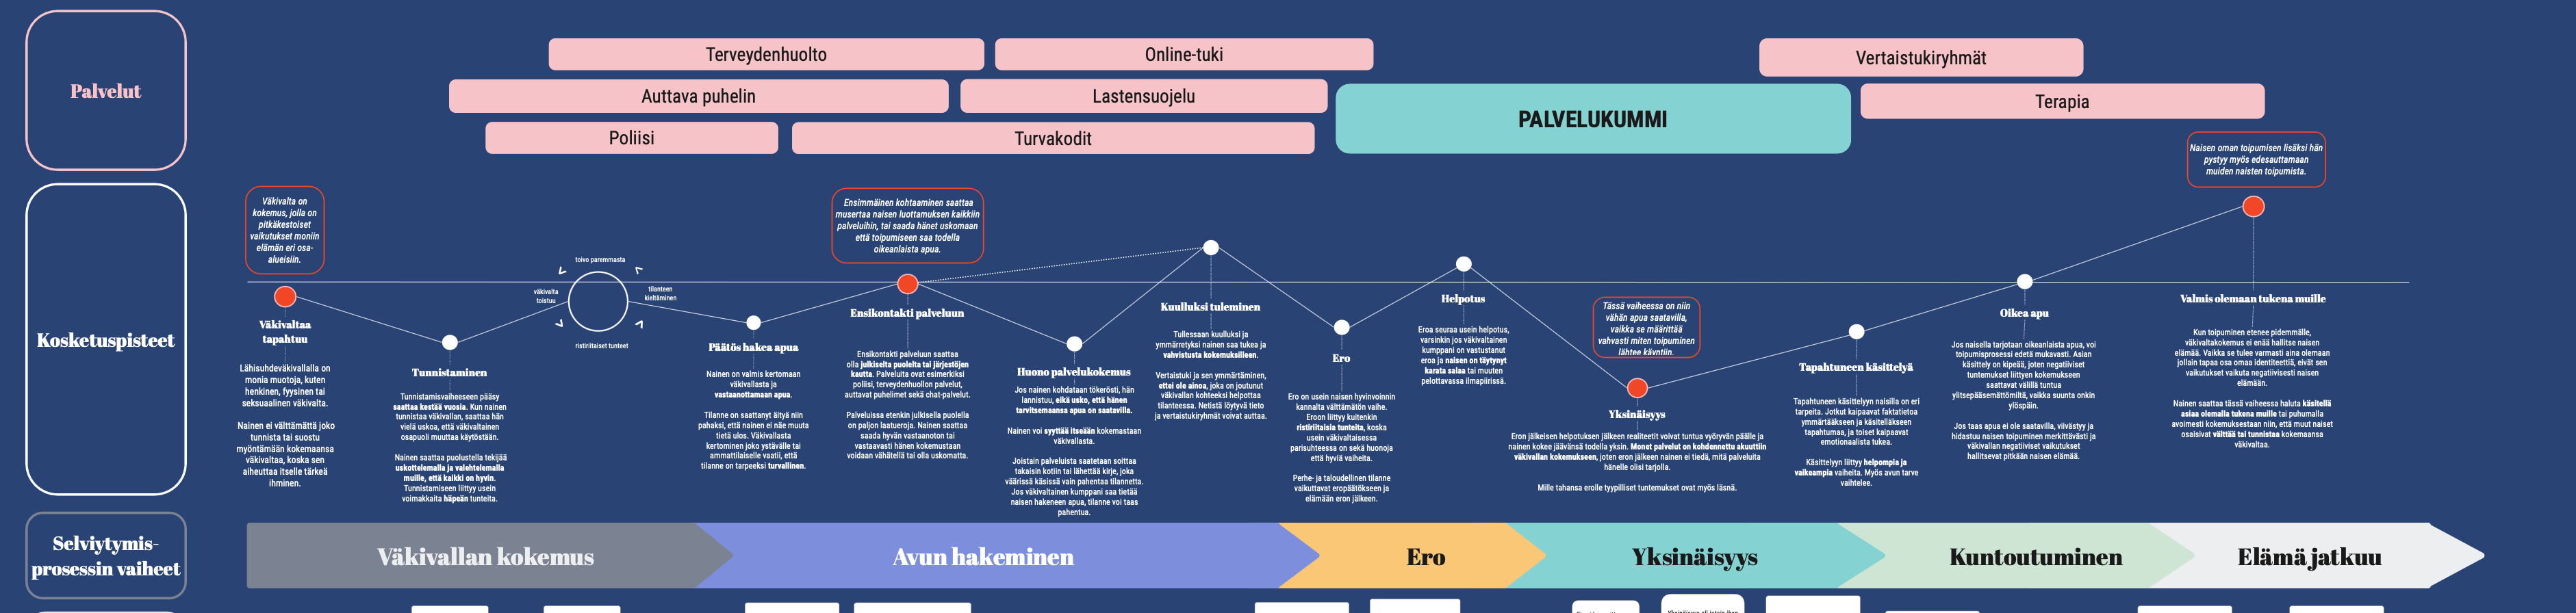 Palvelut
Terveydenhuolto
Online-tuki
Vertaistukiryhmät
Auttava puhelin
Lastensuojelu
PALVELUKUMMI
Terapia
Poliisi
Turvakodit
Kosketuspisteet
Väkivalta on
kokemus, jolla on
pitkäkestoiset
vaikutukset moniin
elämän eri osa-
alueisiin.
Väkivaltaa
tapahtuu
Lähisuhdeväkivallalla on
monia muotoja, kuten
henkinen, fyysinen tai
seksuaalinen väkivalta.
Nainen ei välttämättä joko
tunnista tai suostu
myöntämään kokemaansa
väkivaltaa, koska sen
aiheuttaa itselle tärkeä
ihminen.
Tunnistaminen
Tunnistamisvaiheeseen pääsy
saattaa kestää vuosia. Kun nainen
tunnistaa väkivallan, saattaa hän
vielä uskoa, että väkivaltainen
osapuoli muuttaa käytöstään.
Nainen saattaa puolustella tekijää
uskottelemalla ja valehtelemalla
muille, että kaikki on hyvin.
Tunnistamiseen liittyy usein
voimakkaita häpeän tunteita.
toivo paremmasta
väkivalta
toistuu
tilanteen
kieltäminen
ristiriitaiset tunteet
Päätös hakea apua
Nainen on valmis kertomaan
väkivallasta ja
vastaanottamaan apua.
Tilanne on saattanyt äityä niin
pahaksi, että nainen ei näe muuta
tietä ulos. Väkivallasta
kertominen joko ystävälle tai
ammattilaiselle vaatii, että
tilanne on tarpeeksi turvallinen.
Ensimmäinen kohtaaminen saattaa
musertaa naisen luottamuksen kaikkiin
palveluihin, tai saada hänet uskomaan
että toipumiseen saa todella
oikeanlaista apua.
Ensikontakti palveluun
Ensikontakti palveluun saattaa
olla julkiselta puolelta tai järjestöjen
kautta. Palveluita ovat esimerkiksi
poliisi, terveydenhuollon palvelut,
auttavat puhelimet sekä chat-palvelut.
Palveluissa etenkin julkisella puolella
on paljon laatueroja. Nainen saattaa
saada hyvän vastaanoton tai
vastaavasti hänen kokemustaan
voidaan vähätellä tai olla uskomatta.
Huono palvelukokemus
Jos nainen kohdataan tökerösti, hän
lannistuu, eikä usko, että hänen
tarvitsemaansa apua on saatavilla.
Nainen voi syyttää itseään kokemastaan
väkivallasta.
Joistain palveluista saatetaan soittaa
takaisin kotiin tai lähettää kirje, joka
väärissä käsissä vain pahentaa tilannetta.
Jos väkivaltainen kumppani saa tietää
naisen hakeneen apua, tilanne voi taas
pahentua.
Kuulluksi tuleminen
Tullessaan kuulluksi ja
ymmärretyksi nainen saa tukea ja
vahvistusta kokemuksilleen.
Vertaistuki ja sen ymmärtäminen,
ettei ole ainoa, joka on joutunut
väkivallan kohteeksi helpottaa
tilanteessa. Netistä löytyvä tieto
ja vertaistukiryhmät voivat auttaa.
Ero
Ero on usein naisen hyvinvoinnin
kannalta välttämätön vaihe.
Eroon liittyy kuitenkin
ristiriitaisia tunteita, koska
usein väkivaltaisessa
parisuhteessa on sekä huonoja
että hyviä vaiheita.
Perhe- ja taloudellinen tilanne
vaikuttavat eropäätökseen ja
elämään eron jälkeen.
Helpotus
Eroa seuraa usein helpotus,
varsinkin jos väkivaltainen
kumppani on vastustanut
eroa ja naisen on täytynyt
karata salaa tai muuten
pelottavassa ilmapiirissä.
Tässä vaiheessa on niin
vähän apua saatavilla,
vaikka se määrittää
vahvasti miten toipuminen
lähtee käyntiin.
Yksinäisyys
Eron jälkeisen helpotuksen jälkeen realiteetit voivat tuntua vyöryvän päälle ja
nainen kokee jäävänsä todella yksin. Monet palvelut on kohdennettu akuuttiin
väkivallan kokemukseen, joten eron jälkeen nainen ei tiedä, mitä palveluita
hänelle olisi tarjolla.
Mille tahansa erolle tyypilliset tuntemukset ovat myös läsnä.
Tapahtuneen käsittelyä
Tapahtuneen käsittelyyn naisilla on eri
tarpeita. Jotkut kaipaavat faktatietoa
ymmärtääkseen ja käsitelläkseen
tapahtumaa, ja toiset kaipaavat
emotionaalista tukea.
Käsittelyyn liittyy helpompia ja
vaikeampia vaiheita. Myös avun tarve
vaihtelee.
Oikea apu
Jos naisella tarjotaan oikeanlaista apua, voi
toipumisprosessi edetä mukavasti. Asian
käsittely on kipeää, joten negatiiviset
tuntemukset liittyen kokemukseen
saattavat välillä tuntua
ylitsepääsemättömiltä, vaikka suunta onkin
ylöspäin.
Jos taas apua ei ole saatavilla, viivästyy ja
hidastuu naisen toipuminen merkittävästi ja
väkivallan negatiiviset vaikutukset
hallitsevat pitkään naisen elämää.
Naisen oman toipumisen lisäksi hän
pystyy myös edesauttamaan
muiden naisten toipumista.
Valmis olemaan tukena muille
Kun toipuminen etenee pidemmälle,
väkivaltakokemus ei enää hallitse naisen
elämää. Vaikka se tulee varmasti aina olemaan
jollain tapaa osa omaa identiteettiä, eivät sen
vaikutukset vaikuta negatiivisesti naisen
elämään.
Nainen saattaa tässä vaiheessa haluta käsitellä
asiaa olemalla tukena muille tai puhumalla
avoimesti kokemuksestaan niin, että muut naiset
osaisivat välttää tai tunnistaa kokemaansa
väkivaltaa.
Selviytymis-
prosessin vaiheet
Väkivallan kokemus
Avun hakeminen
Ero
Yksinäisyys
Kuntoutuminen
Elämä jatkuu